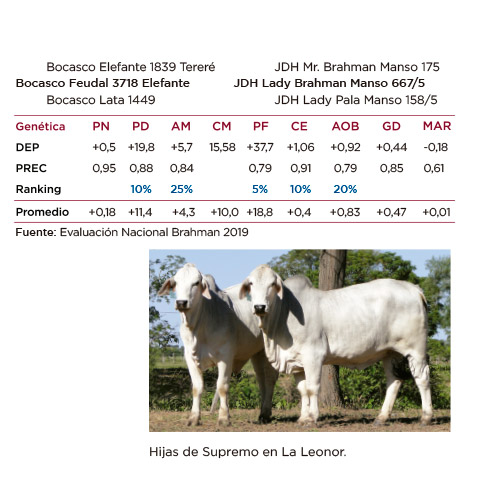 Bocasco Elefante 1839 Tereré JDH Mr. Brahman Manso 175
Bocasco Feudal 3718 Elefante JDH Lady Brahman Manso 667/5
Bocasco Lata 1449 JDH Lady Pala Manso 158/5
Genética PN PD AM CM PF CE AOB GD MAR
DEP +0,5 +19,8 +5,7 15,58 +37,7 +1,06 +0,92 +0,44 -0,18
PREC 0,95 0,88 0,84 0,79 0,91 0,79 0,85 0,61
Ranking 10% 25% 5% 10% 20%
Promedio +0,18 +11,4 +4,3 +10,0 +18,8 +0,4 +0,83 +0,47 +0,01
Fuente: Evaluación Nacional Brahman 2019
Hijas de Supremo en La Leonor.